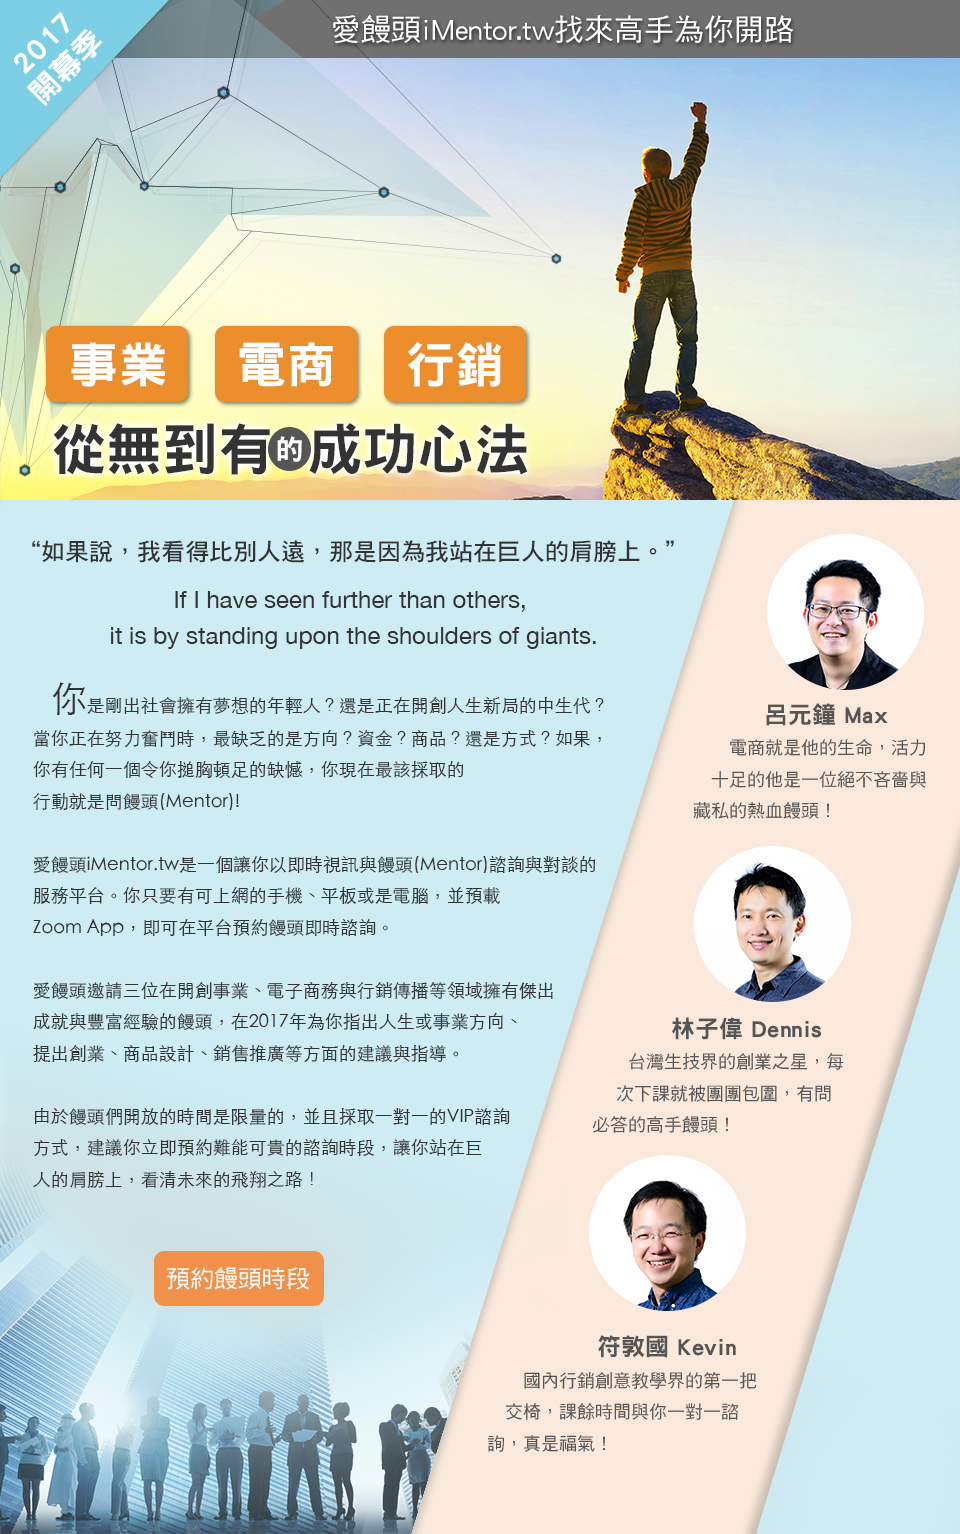 愛饅頭iMentor.tw找來高手為你開路
2017
開幕季
事業 電商 行銷
從無到有的成功心法
“如果說，我看得比別人遠，那是因為我站在巨人的肩膀上。”
If I have seen further than others,
it is by standing upon the shoulders of giants.
你是剛出社會擁有夢想的年輕人？還是正在開創人生新局的中生代？
當你正在努力奮鬥時，最缺乏的是方向？資金？商品？還是方式？如果，
你有任何一個令你搥胸頓足的缺憾，你現在最該採取的
行動就是問饅頭(Mentor)!
愛饅頭iMentor.tw是一個讓你以即時視訊與饅頭(Mentor)諮詢與對談的
服務平台。你只要有可上網的手機、平板或是電腦，並預載
Zoom App，即可在平台預約饅頭即時諮詢。
愛饅頭邀請三位在開創事業、電子商務與行銷傳播等領域擁有傑出
成就與豐富經驗的饅頭，在2017年為你指出人生或事業方向、
提出創業、商品設計、銷售推廣等方面的建議與指導。
由於饅頭們開放的時間是限量的，並且採取一對一的VIP諮詢
方式，建議你立即預約難能可貴的諮詢時段，讓你站在巨
人的肩膀上，看清未來的飛翔之路！
預約饅頭時段
呂元鐘 Max
電商就是他的生命，活力
十足的他是一位絕不吝嗇與
藏私的熱血饅頭！
林子偉 Dennis
台灣生技界的創業之星，每
次下課就被團團包圍，有問
必答的高手饅頭！
符敦國 Kevin
國內行銷創意教學界的第一把
交椅，課餘時間與你一對一諮
詢，真是福氣！